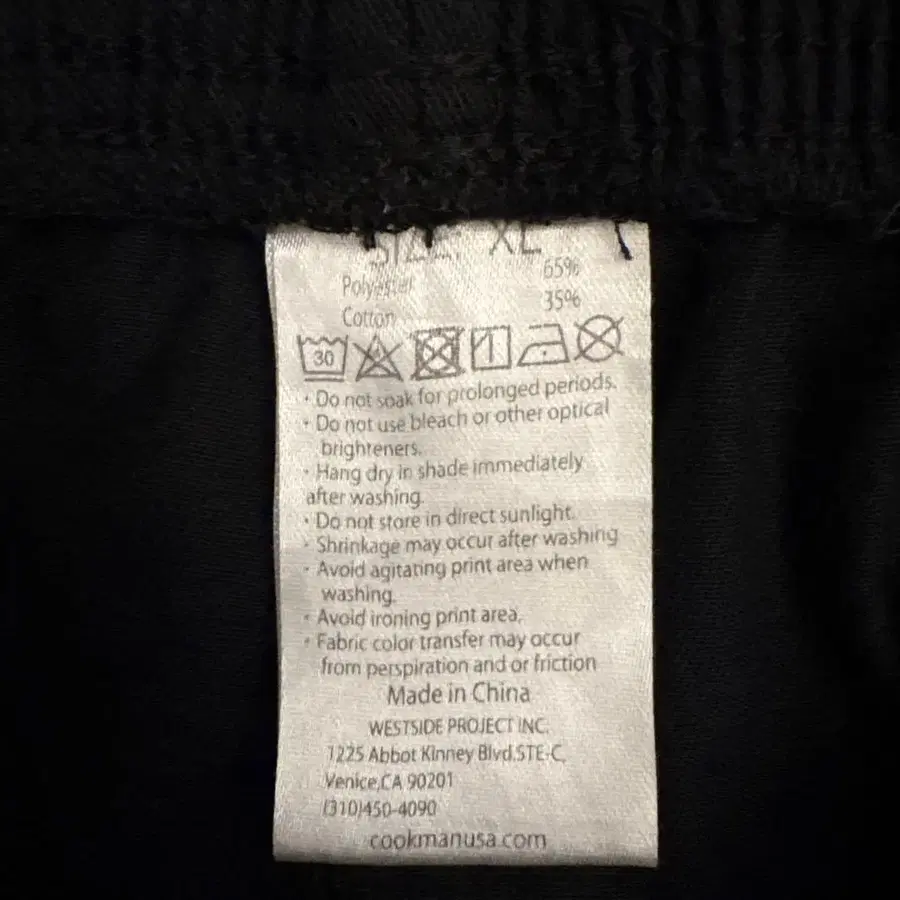 SIZE: XL
Polyester 65%
Cotton 35%
30
· Do not soak for prolonged periods.
· Do not use bleach or other optical
brighteners.
· Hang dry in shade immediately
after washing.
· Do not store in direct sunlight.
· Shrinkage may occur after washing
· Avoid agitating print area when
washing.
· Avoid ironing print area,
· Fabric color transfer may occur
from perspiration and or friction
Made in China
WESTSIDE PROJECT INC.
1225 Abbot Kinney Blvd.STE-C,
Venice,CA 90201
(310)450-4090
cookmanusa.com